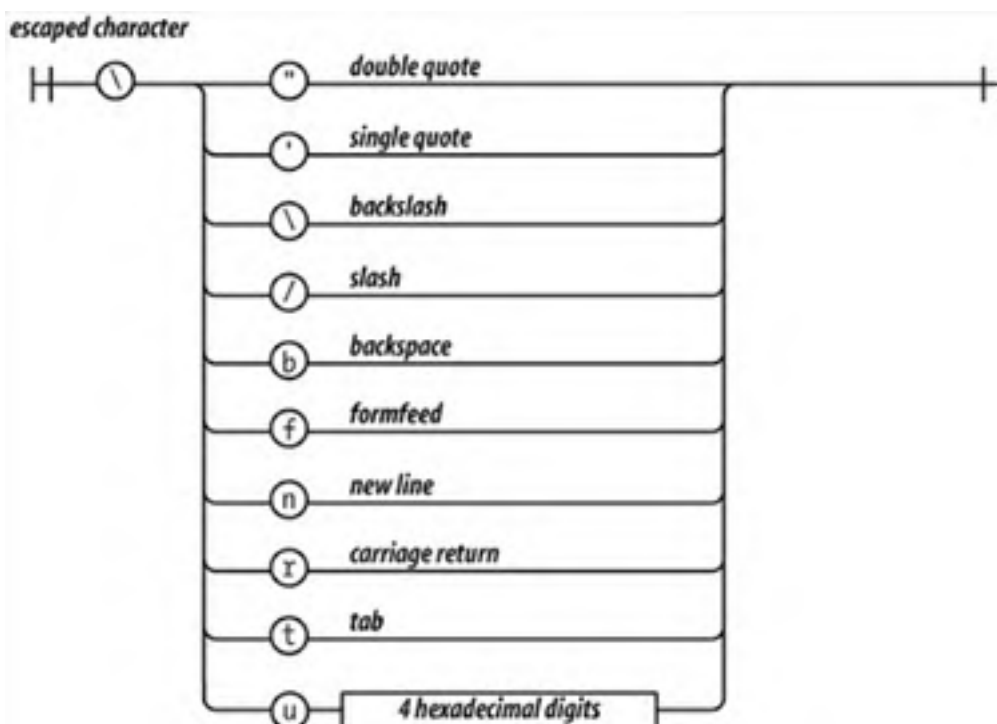 escaped character
\
" double quote
' single quote
\ backslash
/ slash
b backspace
f formfeed
n new line
r carriage return
t tab
u 4 hexadecimal digits